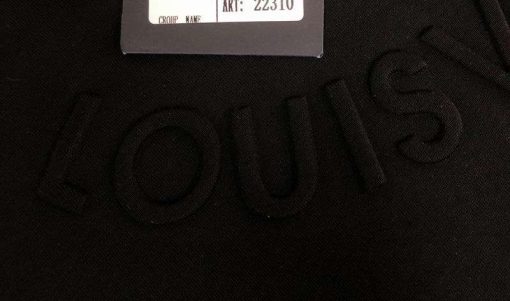 ART: 22310
GROUP NAME
LOUIS V